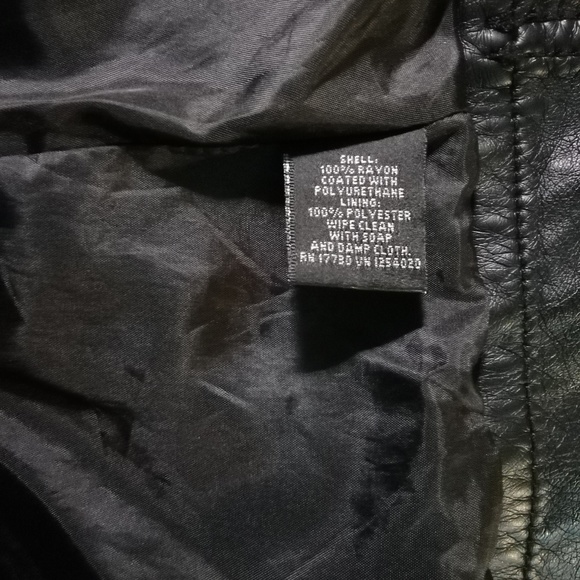 SHELL:
100% RAYON
COATED WITH
POLYURETHANE
LINING:
100% POLYESTER
WIPE CLEAN
WITH SOAP
AND DAMP CLOTH.
RN 17730 VN 1254020